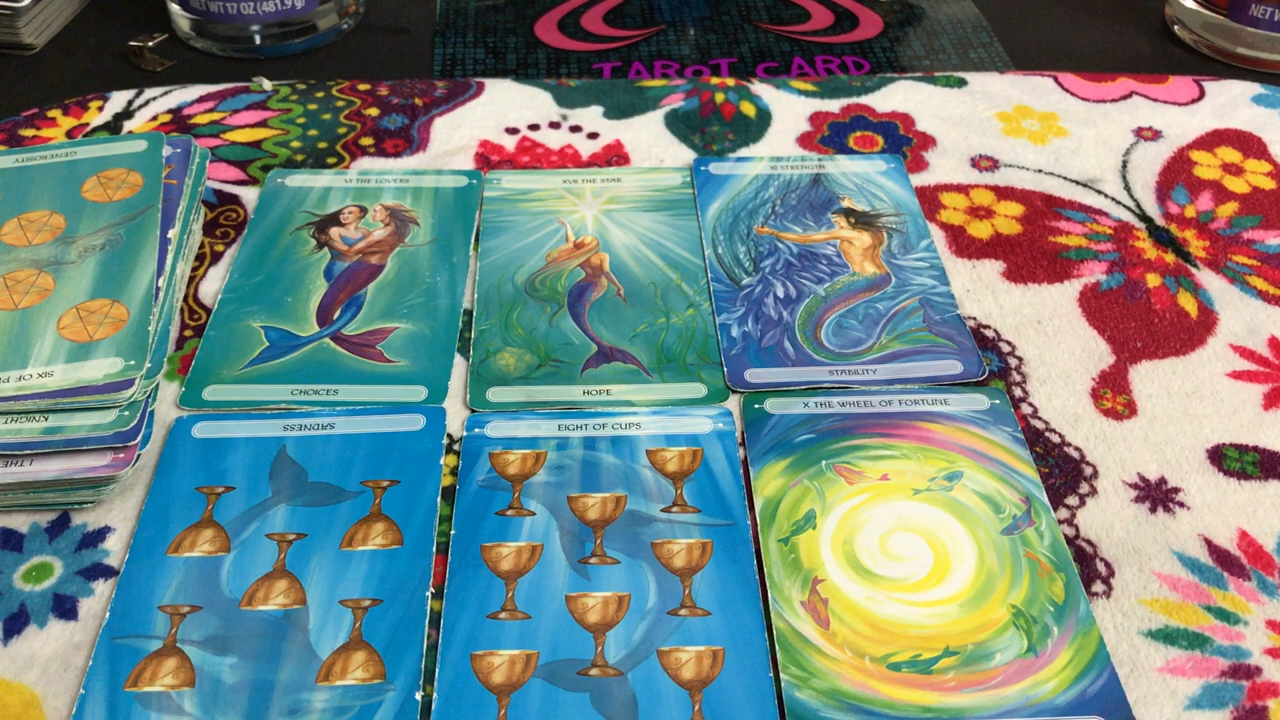 NET WT 17 OZ (481.9 g)
NET W
TAROT CARD
GENEROSITY
VI THE LOVERS
XVII THE STAR
XI STRENGTH
SIX OF P
CHOICES
HOPE
STABILITY
KNIGHT
SADNESS
EIGHT OF CUPS
X THE WHEEL OF FORTUNE
I THE